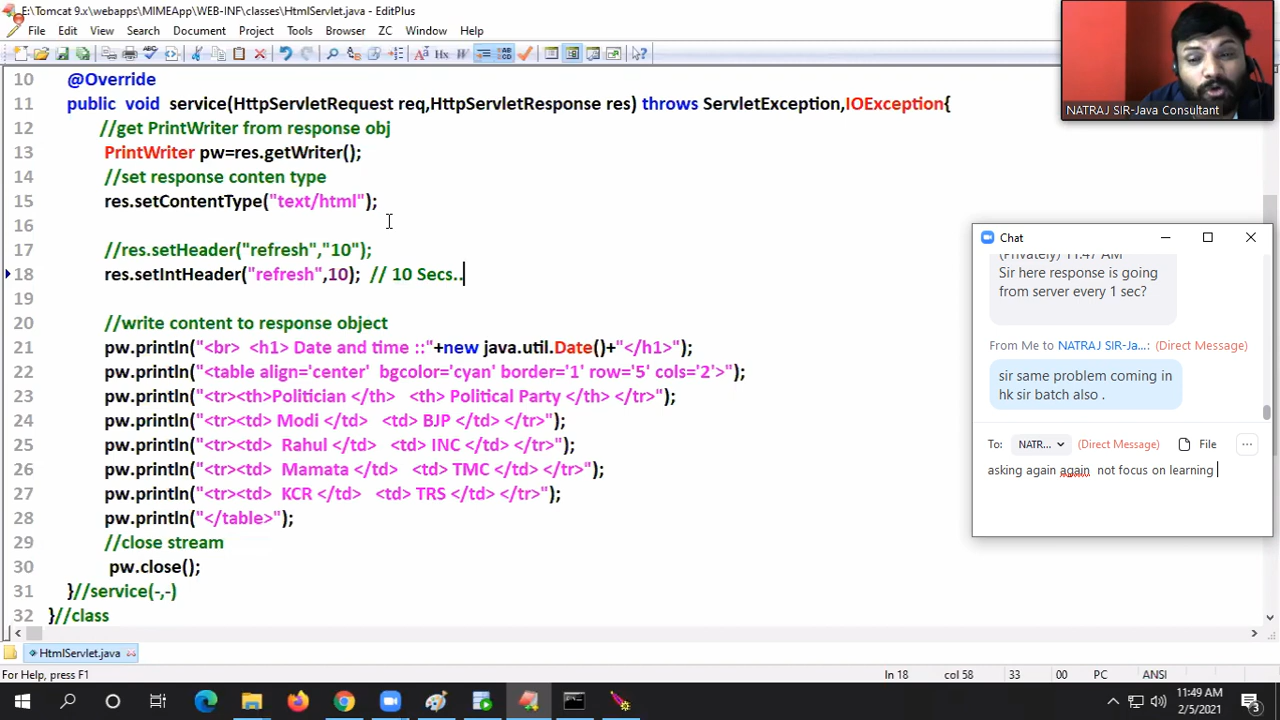 E:\Tomcat 9.x\webapps\MIMEApp\WEB-INF\classes\HtmlServlet.java - EditPlus
File Edit View Search Document Project Tools Browser ZC Window Help
10 @Override
11 public void service(HttpServletRequest req,HttpServletResponse res) throws ServletException,IOException{
12 //get PrintWriter from response obj
13 PrintWriter pw=res.getWriter();
14 //set response conten type
15 res.setContentType("text/html");
16
17 //res.setHeader("refresh","10");
18 res.setIntHeader("refresh",10); // 10 Secs..
19
20 //write content to response object
21 pw.println("<br> <h1> Date and time ::"+new java.util.Date()+"</h1>");
22 pw.println("<table align='center' bgcolor='cyan' border='1' row='5' cols='2'>");
23 pw.println("<tr><th>Politician </th> <th> Political Party </th> </tr>");
24 pw.println("<tr><td> Modi </td> <td> BJP </td> </tr>");
25 pw.println("<tr><td> Rahul </td> <td> INC </td> </tr>");
26 pw.println("<tr><td> Mamata </td> <td> TMC </td> </tr>");
27 pw.println("<tr><td> KCR </td> <td> TRS </td> </tr>");
28 pw.println("</table>");
29 //close stream
30 pw.close();
31 }//service(-,-)
32 }//class
HtmlServlet.java
For Help, press F1
ln 18 col 58 33 00 PC ANSI
NATRAJ SIR-Java Consultant
Chat
(Privately) 11:47 AM
Sir here response is going
from server every 1 sec?
From Me to NATRAJ SIR-Ja...: (Direct Message)
sir same problem coming in
hk sir batch also .
To: NATR... (Direct Message) File ...
asking again again not focus on learning
11:49 AM
2/5/2021
3